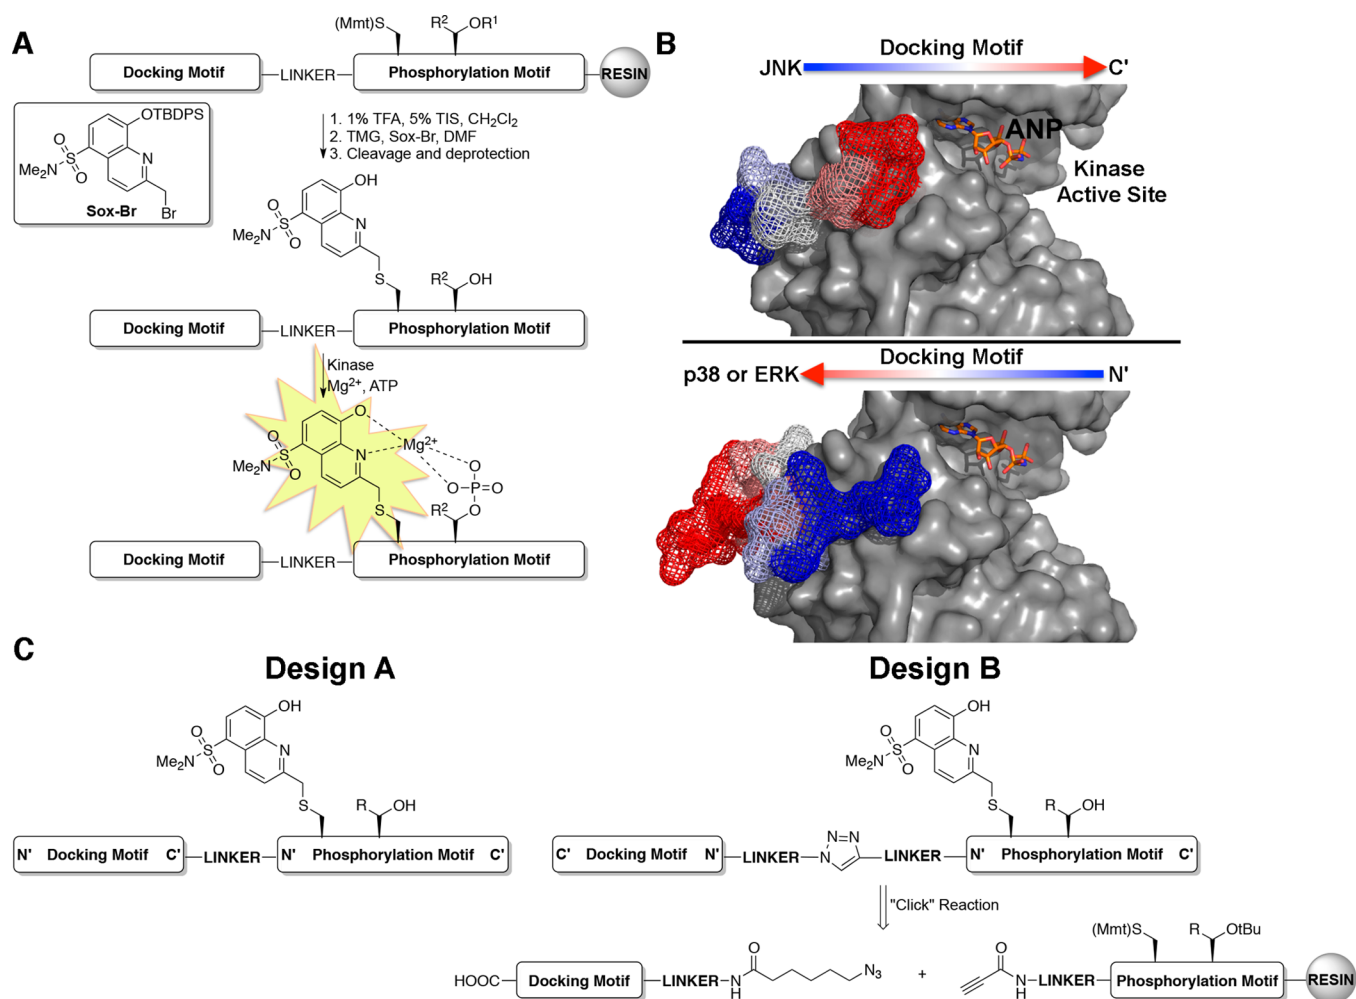 A
(Mmt)S
R²
OR¹
Docking Motif
LINKER
Phosphorylation Motif
RESIN
OTBDPS
O
S
O
Me₂N
N
Br
Sox-Br
1. 1% TFA, 5% TIS, CH₂Cl₂
2. TMG, Sox-Br, DMF
3. Cleavage and deprotection
OH
O
S
O
Me₂N
N
S
R²
OH
Docking Motif
LINKER
Phosphorylation Motif
Kinase
Mg²⁺, ATP
O
Mg²⁺
O
S
O
Me₂N
N
O
O
P
O
O
S
R²
Docking Motif
LINKER
Phosphorylation Motif
B
Docking Motif
JNK
C'
ANP
Kinase
Active Site
Docking Motif
p38 or ERK
N'
C
Design A
OH
O
S
O
Me₂N
N
S
R
OH
N' Docking Motif C'
LINKER
N' Phosphorylation Motif C'
Design B
OH
O
S
O
Me₂N
N
S
R
OH
C' Docking Motif N'
LINKER
N=N
N
LINKER
N' Phosphorylation Motif C'
"Click" Reaction
HOOC
Docking Motif
LINKER
N
H
O
N₃
+
O
N
H
LINKER
(Mmt)S
R
OtBu
Phosphorylation Motif
RESIN